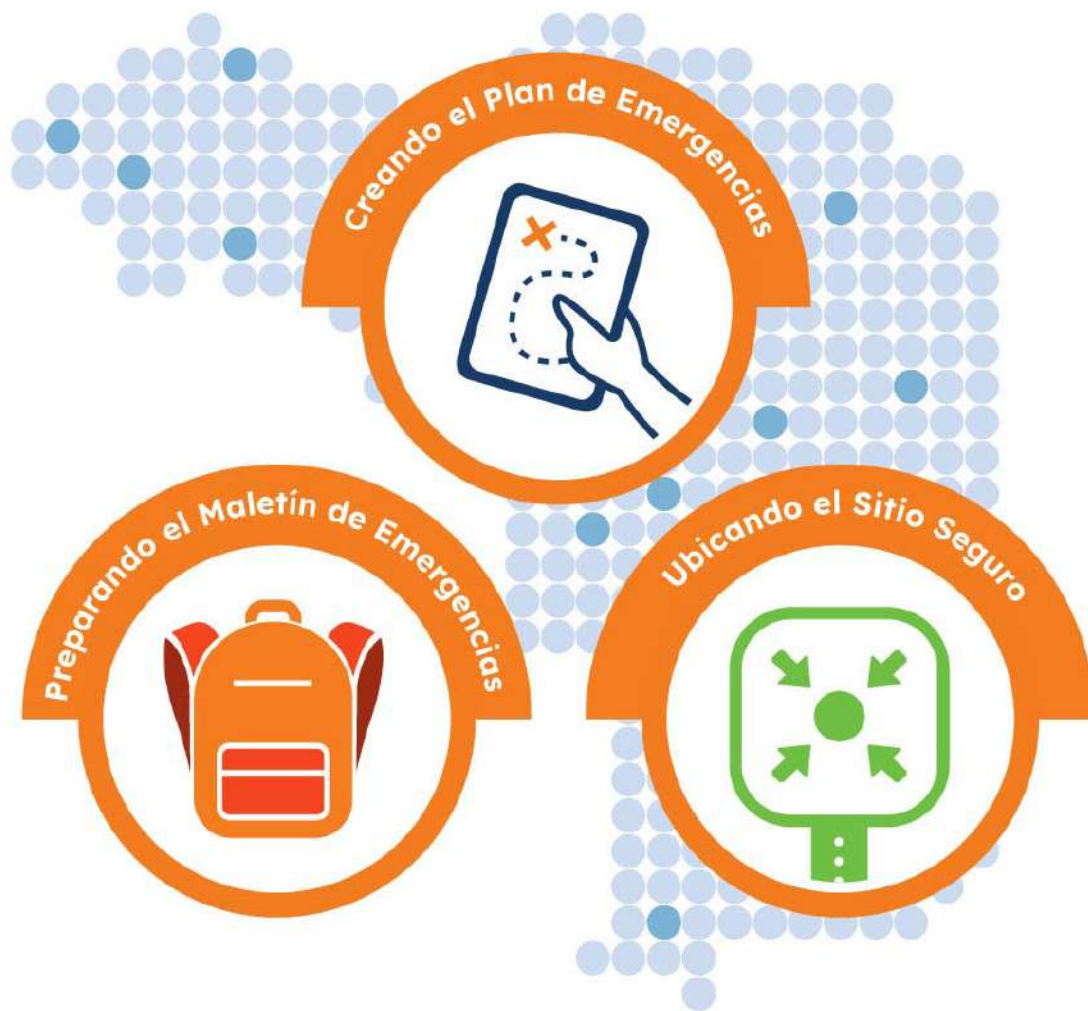 Creando el Plan de Emergencias
Preparando el Maletín de Emergencias
Ubicando el Sitio Seguro